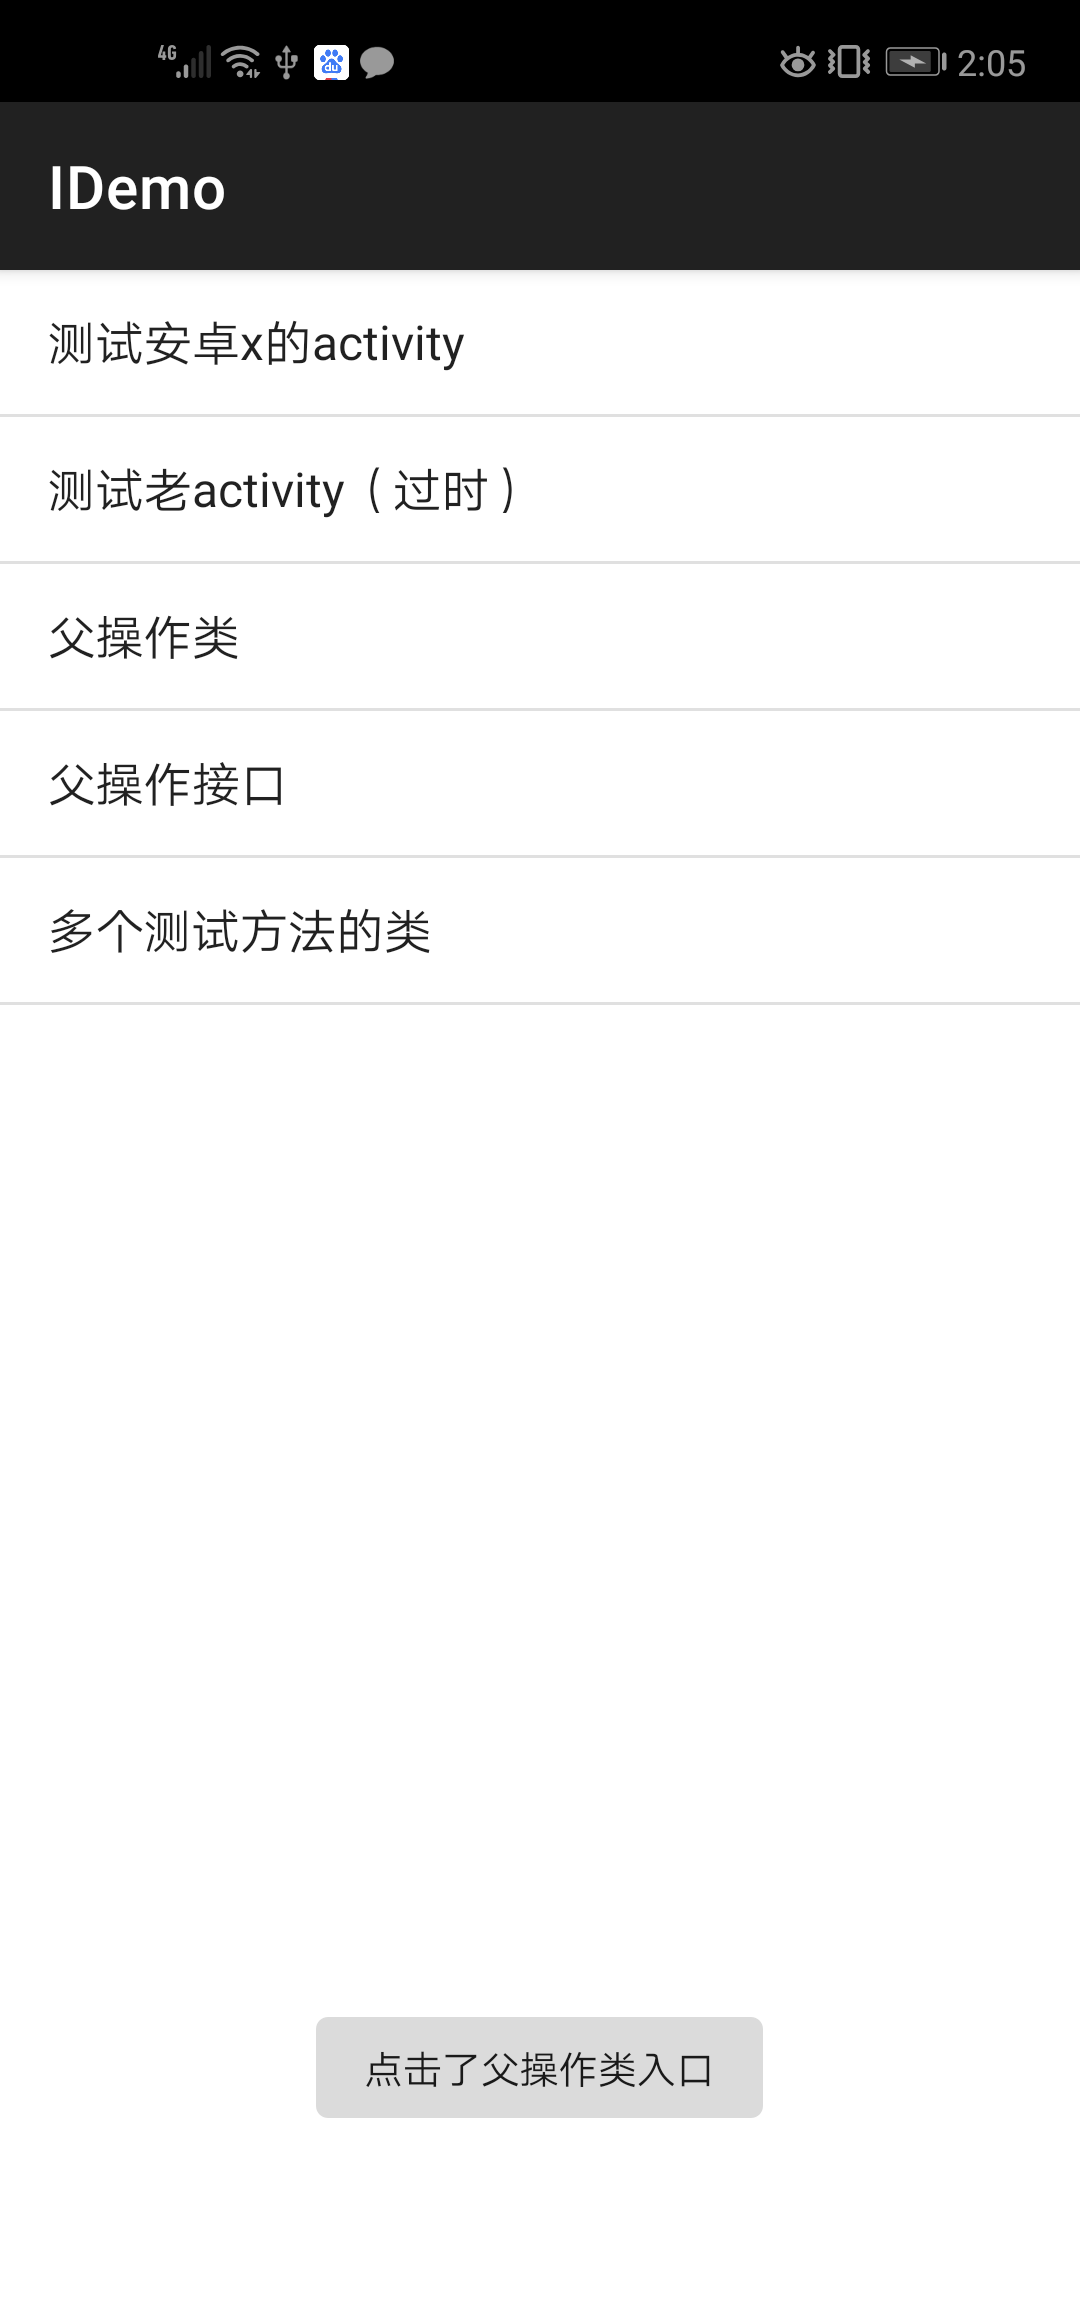 4G
du
2:05
IDemo
测试安卓x的activity
测试老activity（过时）
父操作类
父操作接口
多个测试方法的类
点击了父操作类入口